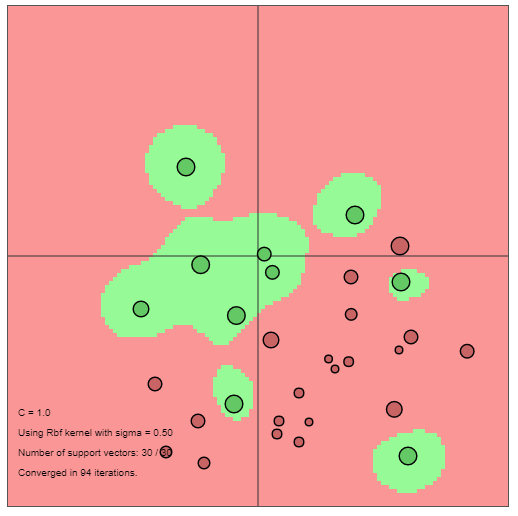 C = 1.0
Using Rbf kernel with sigma = 0.50
Number of support vectors: 30 / 30
Converged in 94 iterations.